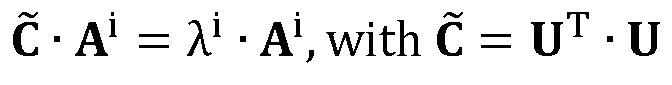 C̃ · Aⁱ = λⁱ · Aⁱ, with C̃ = Uᵀ · U